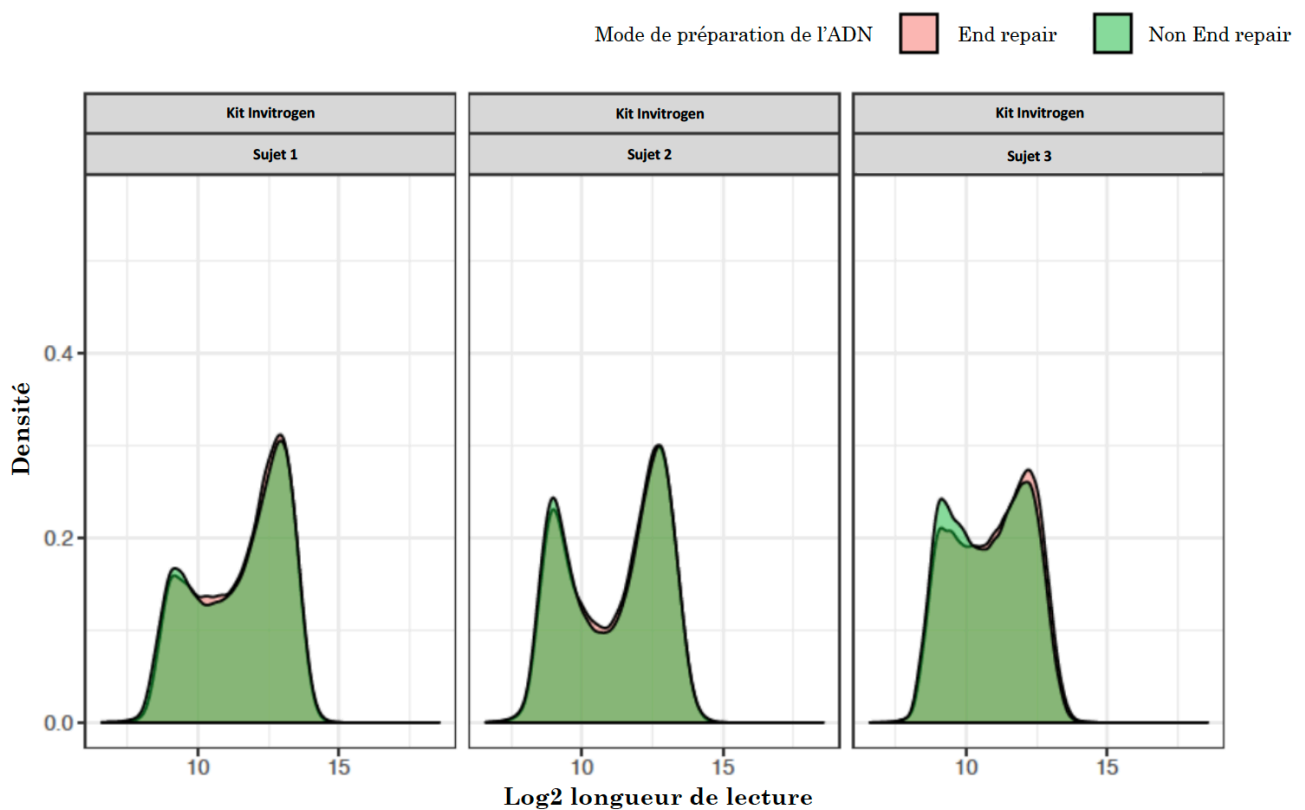 Mode de préparation de l'ADN End repair Non End repair
Kit Invitrogen Kit Invitrogen Kit Invitrogen
Sujet 1 Sujet 2 Sujet 3
0.4
0.2
0.0
Densité
10 15 10 15 10 15
Log2 longueur de lecture